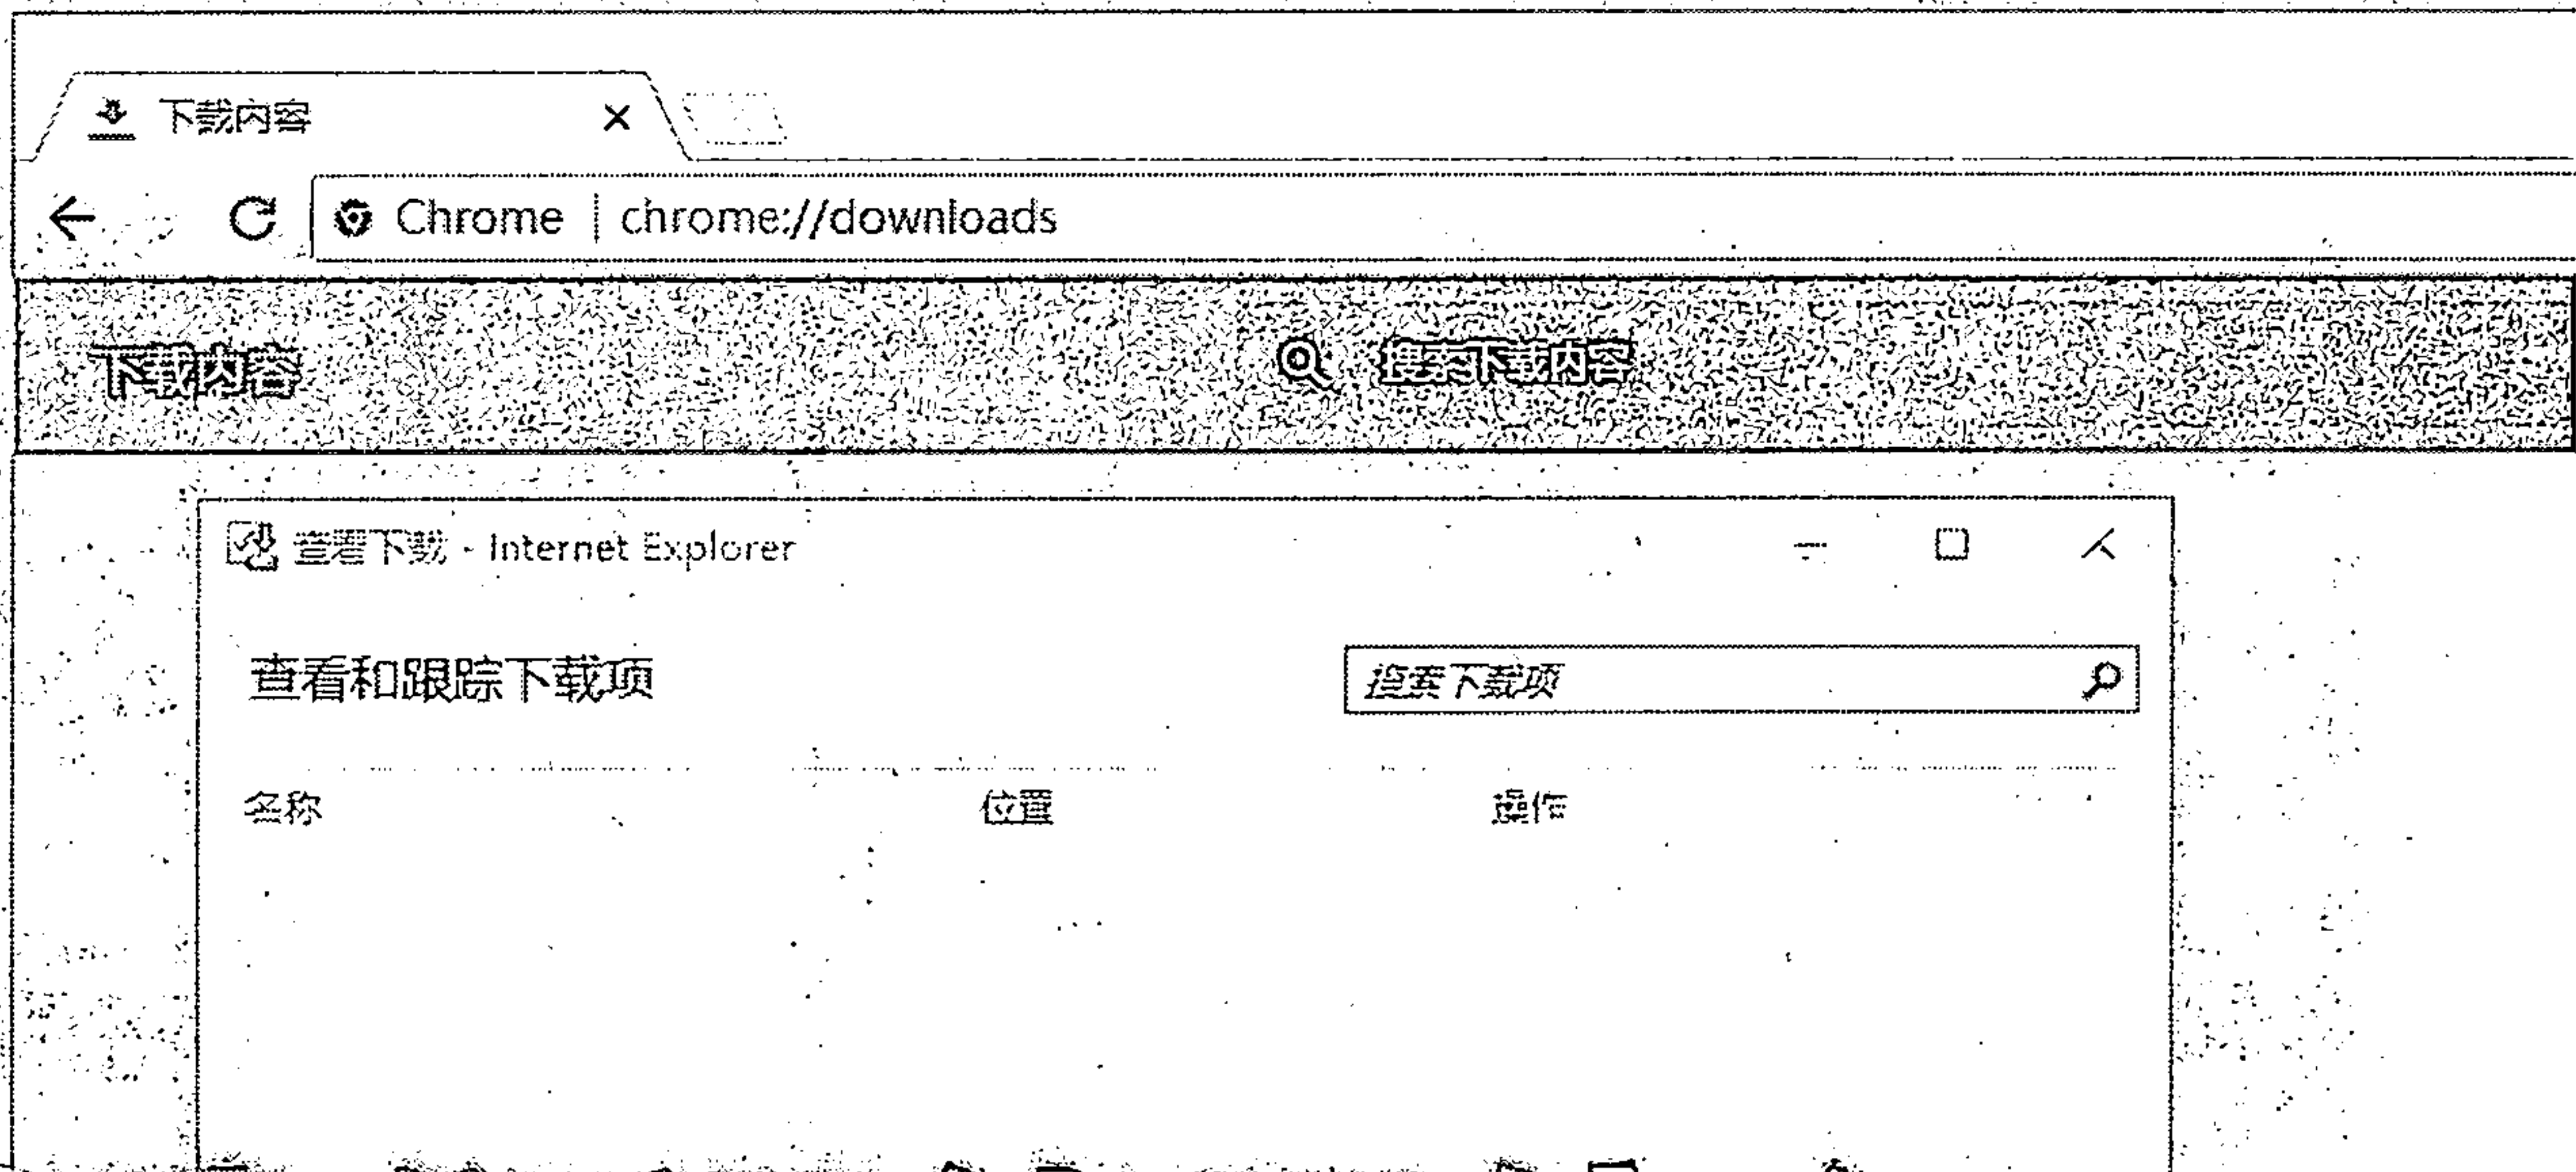 下载内容
Chrome | chrome://downloads
下载内容 搜索下载内容
查看下载 - Internet Explorer
查看和跟踪下载项 搜索下载项
名称 位置 操作